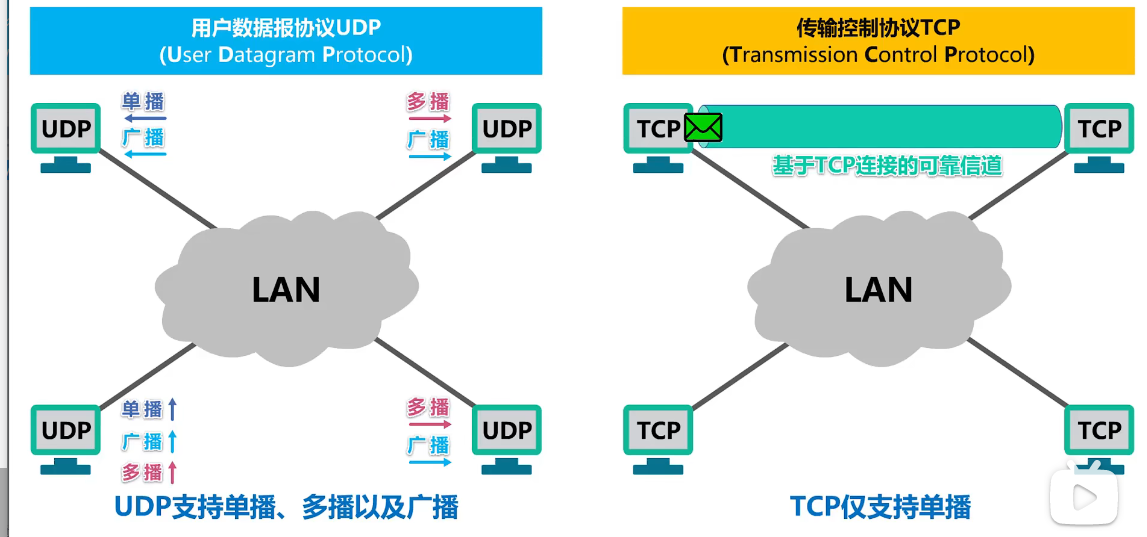 用户数据报协议UDP
(User Datagram Protocol)
UDP
单播
广播
多播
广播
UDP
LAN
UDP
单播
广播
多播
多播
广播
UDP
UDP支持单播、多播以及广播
传输控制协议TCP
(Transmission Control Protocol)
TCP
TCP
基于TCP连接的可靠信道
LAN
TCP
TCP
TCP仅支持单播